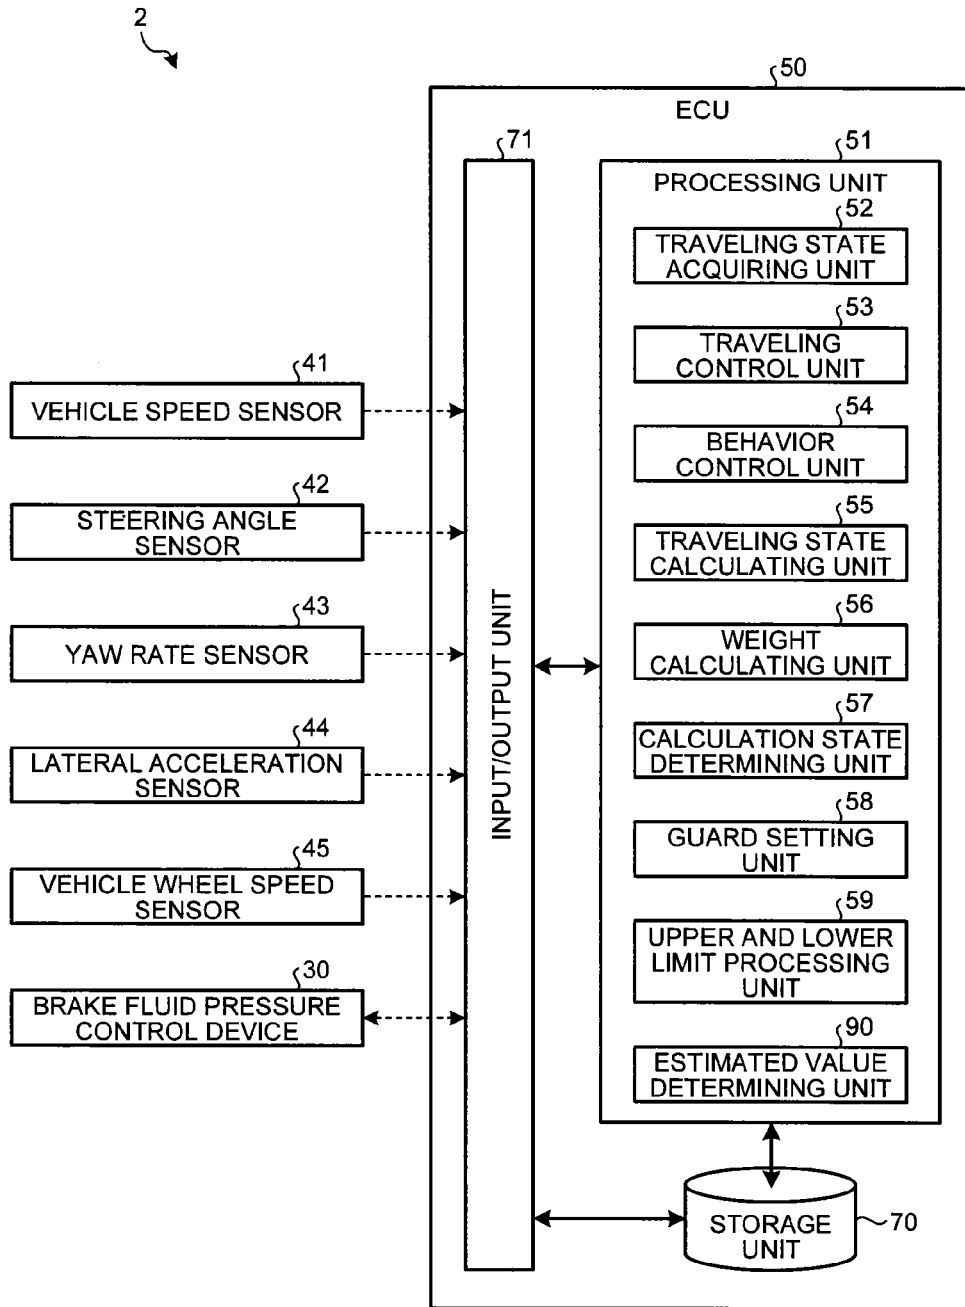 2
50
ECU
71
51
PROCESSING UNIT
52
TRAVELING STATE
ACQUIRING UNIT
53
TRAVELING
CONTROL UNIT
41
VEHICLE SPEED SENSOR
54
BEHAVIOR
CONTROL UNIT
42
STEERING ANGLE
SENSOR
55
TRAVELING STATE
CALCULATING UNIT
43
YAW RATE SENSOR
INPUT/OUTPUT UNIT
56
WEIGHT
CALCULATING UNIT
44
LATERAL ACCELERATION
SENSOR
57
CALCULATION STATE
DETERMINING UNIT
58
GUARD SETTING
UNIT
45
VEHICLE WHEEL SPEED
SENSOR
59
UPPER AND LOWER
LIMIT PROCESSING
UNIT
30
BRAKE FLUID PRESSURE
CONTROL DEVICE
90
ESTIMATED VALUE
DETERMINING UNIT
STORAGE
UNIT
70